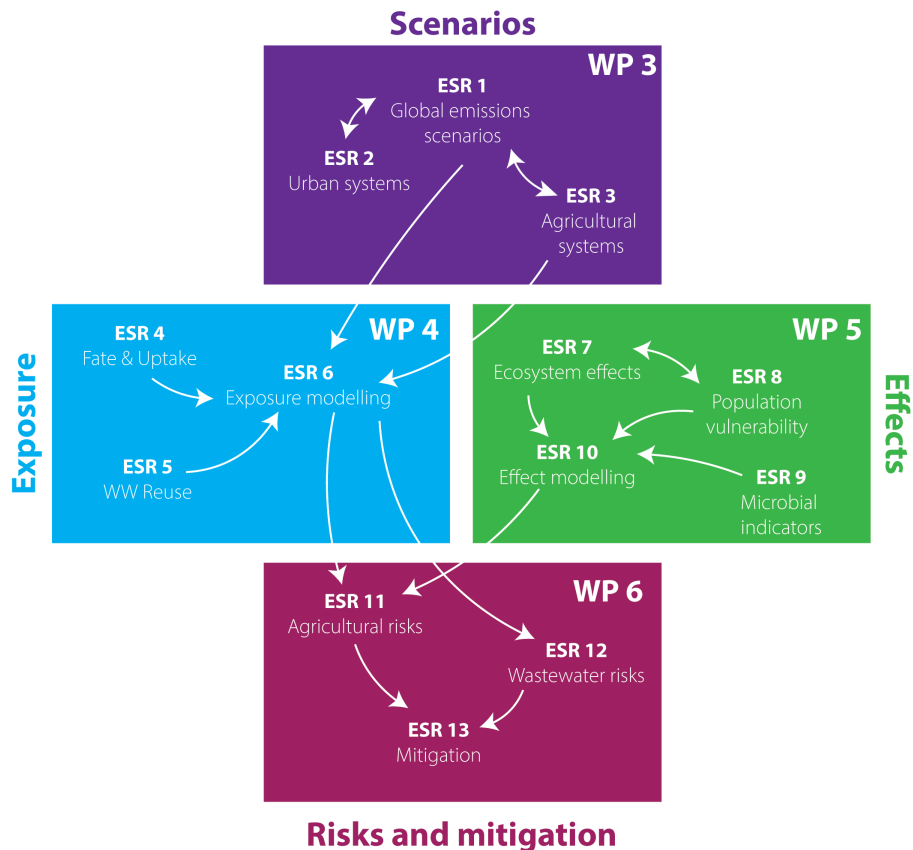 Scenarios
WP 3
ESR 1
Global emissions
scenarios
ESR 2
Urban systems
ESR 3
Agricultural
systems
Exposure
WP 4
ESR 4
Fate & Uptake
ESR 6
Exposure modelling
ESR 5
WW Reuse
WP 5
Effects
ESR 7
Ecosystem effects
ESR 8
Population
vulnerability
ESR 10
Effect modelling
ESR 9
Microbial
indicators
WP 6
ESR 11
Agricultural risks
ESR 12
Wastewater risks
ESR 13
Mitigation
Risks and mitigation